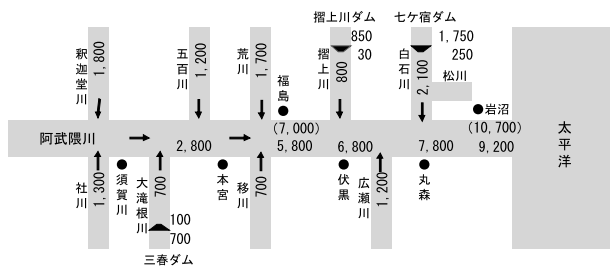 摺上川ダム
七ケ宿ダム
850
30
1,750
250
釈迦堂川
1,800
五百川
1,200
荒川
1,700
福島
摺上川
800
白石川
2,100
松川
岩沼
阿武隈川
2,800
(7,000)
5,800
6,800
7,800
(10,700)
9,200
太平洋
社川
1,300
須賀川
大滝根川
700
本宮
移川
700
伏黒
広瀬川
1,200
丸森
100
700
三春ダム